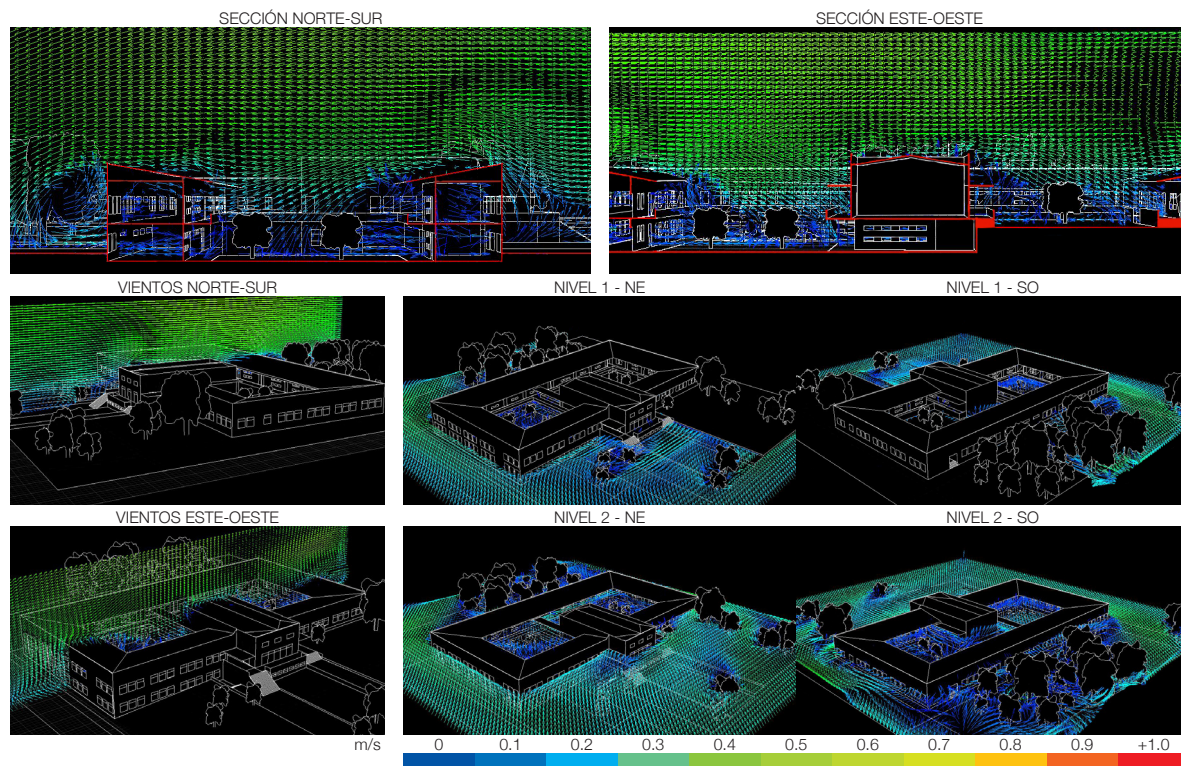 SECCIÓN NORTE-SUR
SECCIÓN ESTE-OESTE
VIENTOS NORTE-SUR
NIVEL 1 - NE
NIVEL 1 - SO
VIENTOS ESTE-OESTE
NIVEL 2 - NE
NIVEL 2 - SO
m/s 0 0.1 0.2 0.3 0.4 0.5 0.6 0.7 0.8 0.9 +1.0